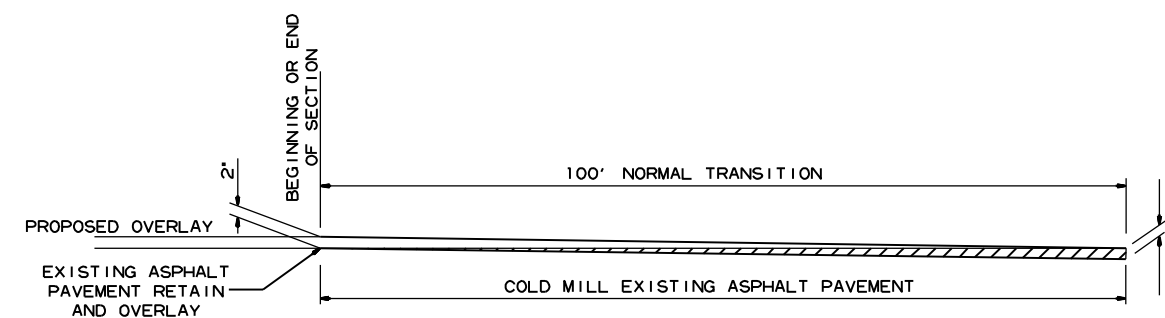 BEGINNING OR END
OF SECTION
2"
100' NORMAL TRANSITION
PROPOSED OVERLAY
EXISTING ASPHALT
PAVEMENT RETAIN
AND OVERLAY
COLD MILL EXISTING ASPHALT PAVEMENT